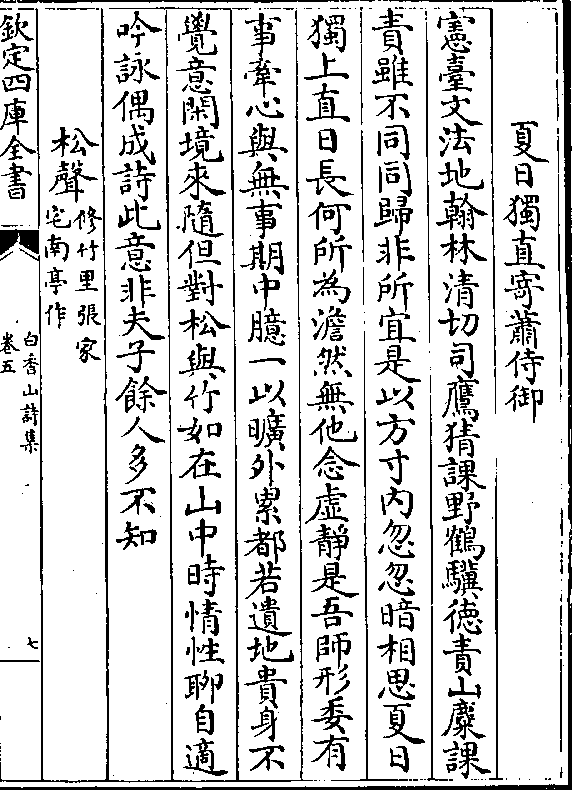 夏日獨直寄蕭侍御
憲臺文法地翰林清切司鷹猜課野鶴驥德責山麋課
責雖不同同歸非所宜是以方寸内忽忽暗相思夏日
獨上直日長何所為澹然無他念虚靜是吾師形委有
事牽心與無事期中臆一以曠外累都若遺地貴身不
覺意閑境來隨但對松與竹如在山中時情性聊自適
吟詠偶成詩此意非夫子餘人多不知
松聲修竹里張家
宅南亭作
欽定四庫全書
白香山詩集
卷五
七